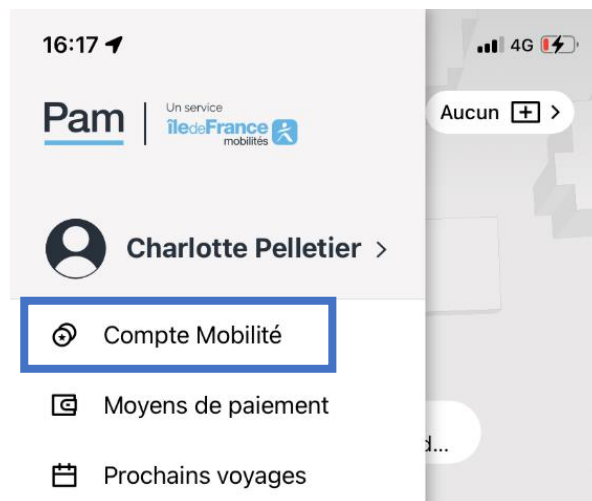 16:17
4G
Pam
Un service
îledeFrance
mobilités
Aucun
Charlotte Pelletier
Compte Mobilité
Moyens de paiement
Prochains voyages
d...